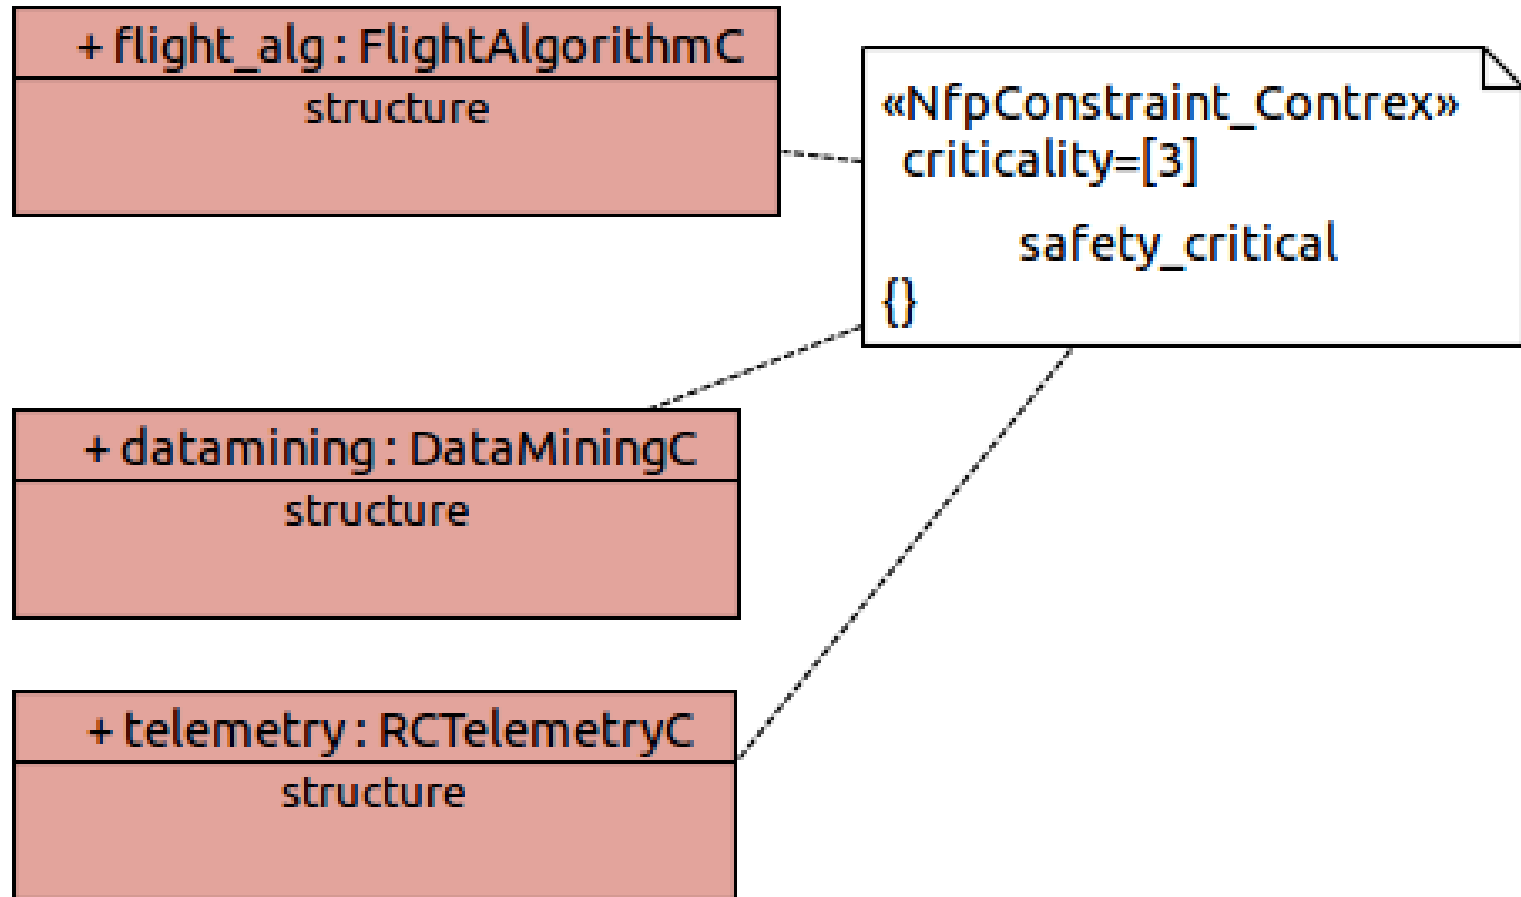 + flight_alg : FlightAlgorithmC
structure
«NfpConstraint_Contrex»
criticality=[3]
safety_critical
{}
+ datamining : DataMiningC
structure
+ telemetry : RCTelemetryC
structure